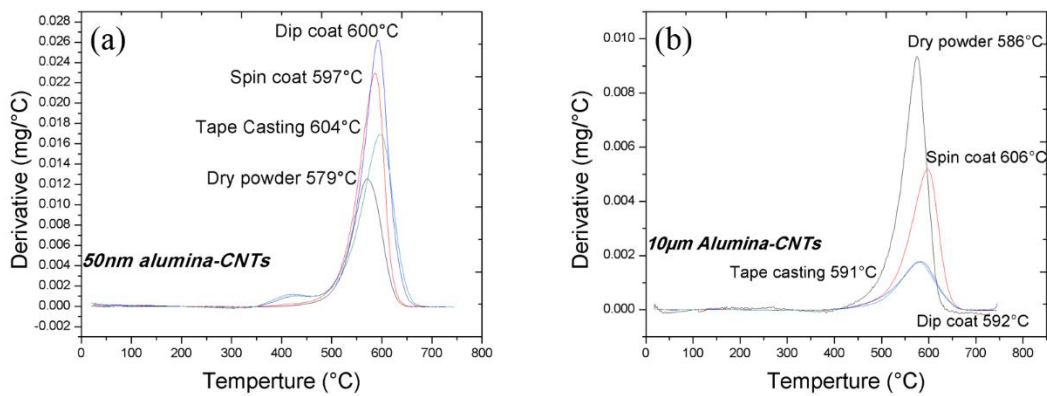 (a)
Dip coat 600°C
Spin coat 597°C
Tape Casting 604°C
Dry powder 579°C
50nm alumina-CNTs
Derivative (mg/°C)
0.028
0.026
0.024
0.022
0.020
0.018
0.016
0.014
0.012
0.010
0.008
0.006
0.004
0.002
0.000
-0.002
0 100 200 300 400 500 600 700 800
Temperture (°C)
(b)
Dry powder 586°C
Spin coat 606°C
10µm Alumina-CNTs
Tape casting 591°C
Dip coat 592°C
Derivative (mg/°C)
0.010
0.008
0.006
0.004
0.002
0.000
0 100 200 300 400 500 600 700 800
Temperture (°C)